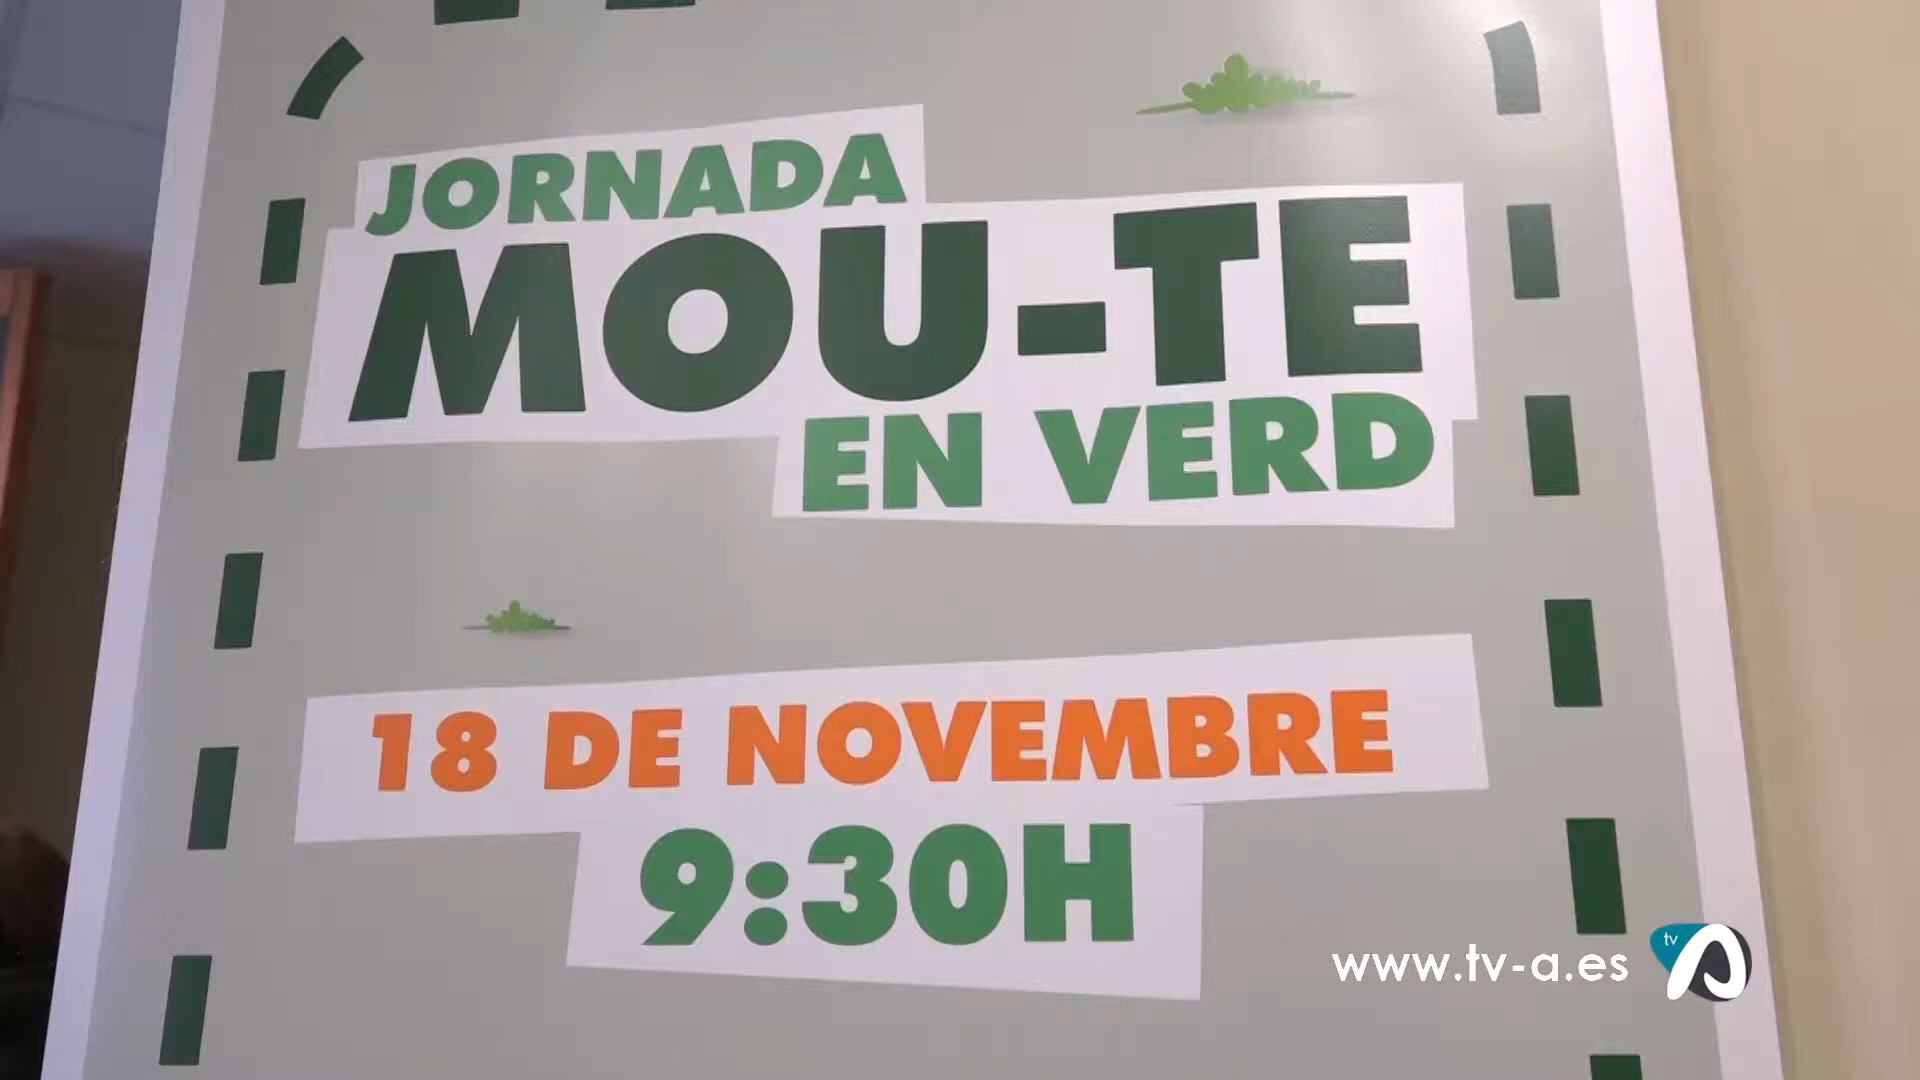 JORNADA
MOU-TE
EN VERD
18 DE NOVEMBRE
9:30H
www.tv-a.es
tv